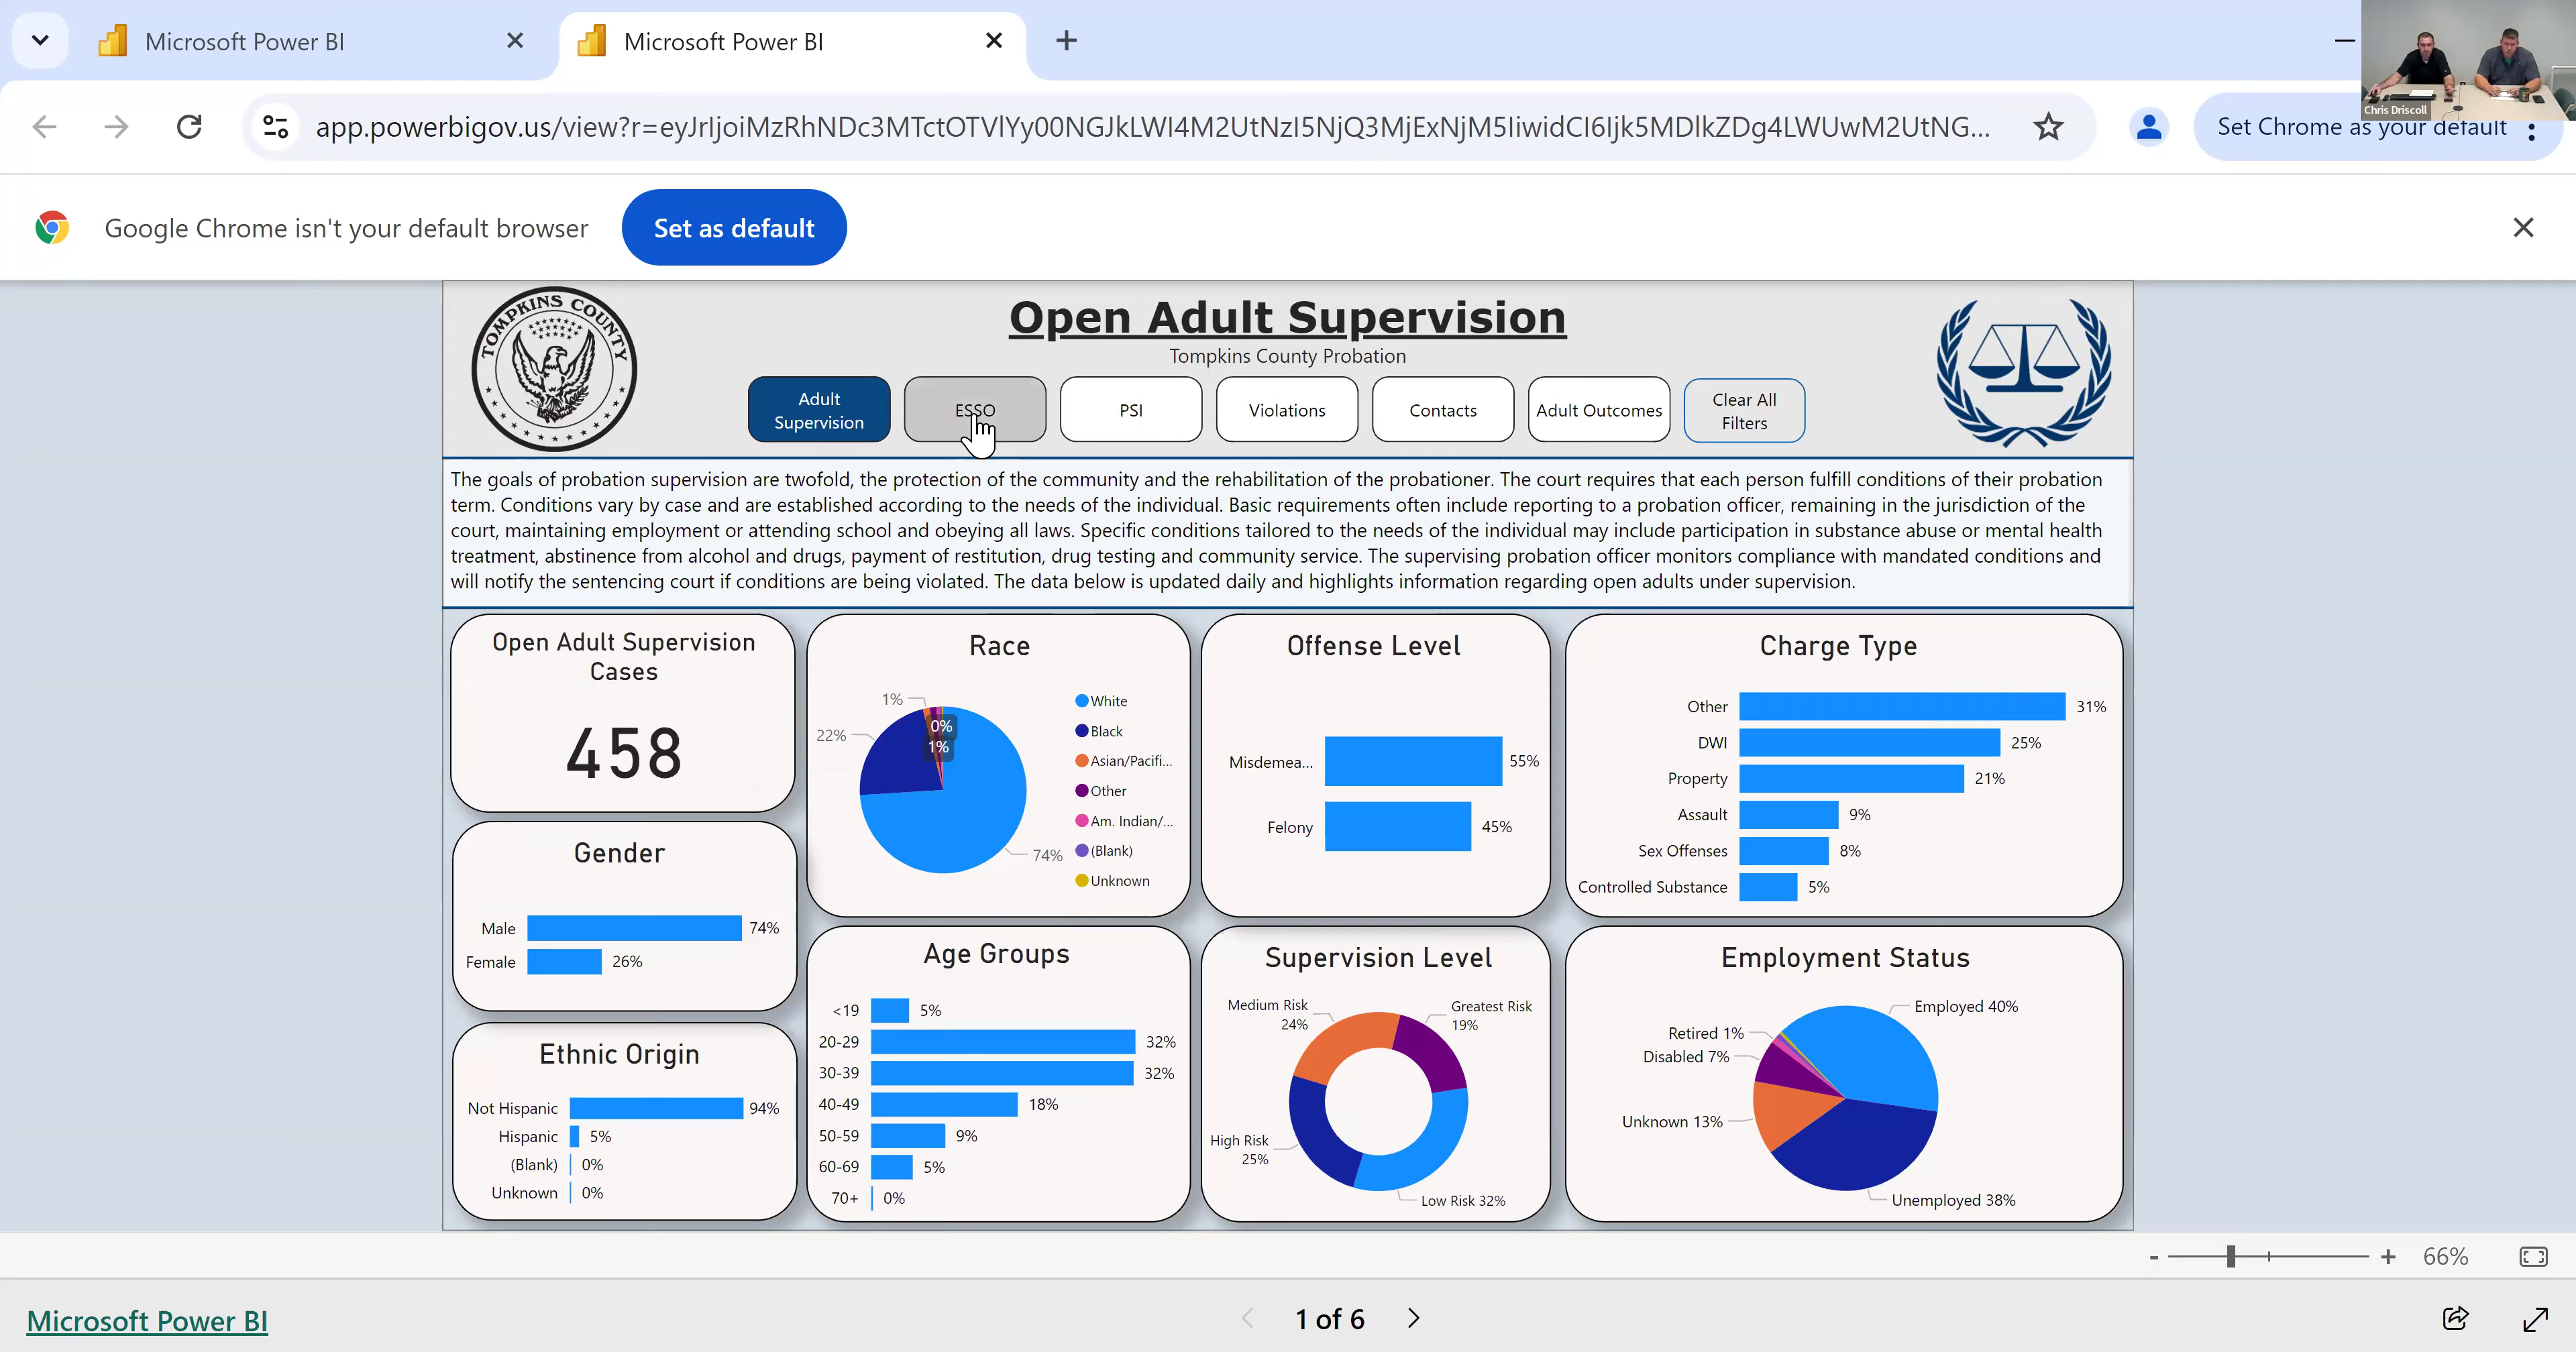 Microsoft Power BI
Microsoft Power BI
app.powerbigov.us/view?r=eyJrIjoiMzRhNDc3MTctOTVlYy00NGJkLWI4M2UtNzI5NjQ3MjExNjM5IiwidCI6Ijk5MDlkZDg4LWUwM2UtNG...
Set Chrome as your default
Chris Driscoll
Google Chrome isn't your default browser
Set as default
TOMPKINS COUNTY
Open Adult Supervision
Tompkins County Probation
Adult
Supervision
ESSO
PSI
Violations
Contacts
Adult Outcomes
Clear All
Filters
The goals of probation supervision are twofold, the protection of the community and the rehabilitation of the probationer. The court requires that each person fulfill conditions of their probation
term. Conditions vary by case and are established according to the needs of the individual. Basic requirements often include reporting to a probation officer, remaining in the jurisdiction of the
court, maintaining employment or attending school and obeying all laws. Specific conditions tailored to the needs of the individual may include participation in substance abuse or mental health
treatment, abstinence from alcohol and drugs, payment of restitution, drug testing and community service. The supervising probation officer monitors compliance with mandated conditions and
will notify the sentencing court if conditions are being violated. The data below is updated daily and highlights information regarding open adults under supervision.
Open Adult Supervision
Cases
458
Gender
Male 74%
Female 26%
Ethnic Origin
Not Hispanic 94%
Hispanic 5%
(Blank) 0%
Unknown 0%
Race
1%
0%
1%
22%
74%
White
Black
Asian/Pacifi...
Other
Am. Indian/...
(Blank)
Unknown
Age Groups
<19 5%
20-29 32%
30-39 32%
40-49 18%
50-59 9%
60-69 5%
70+ 0%
Offense Level
Misdemea... 55%
Felony 45%
Supervision Level
Medium Risk
24%
Greatest Risk
19%
High Risk
25%
Low Risk 32%
Charge Type
Other 31%
DWI 25%
Property 21%
Assault 9%
Sex Offenses 8%
Controlled Substance 5%
Employment Status
Employed 40%
Retired 1%
Disabled 7%
Unknown 13%
Unemployed 38%
- + 66%
Microsoft Power BI
1 of 6